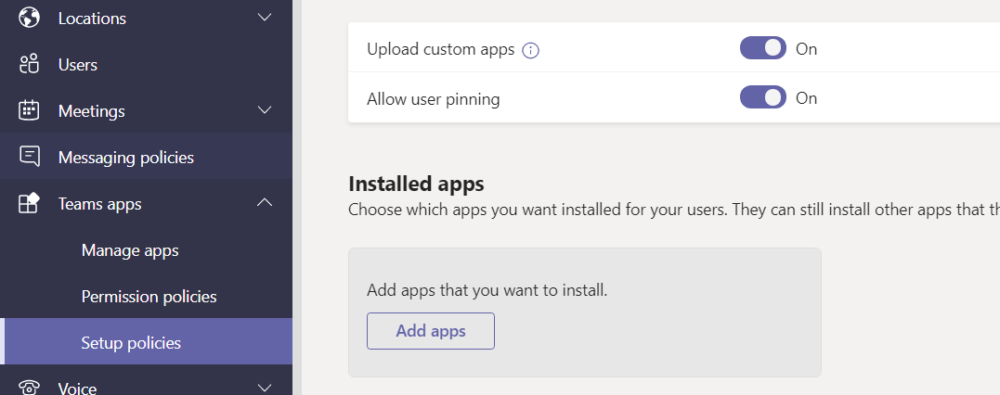 Locations
Users
Meetings
Messaging policies
Teams apps
Manage apps
Permission policies
Setup policies
Voice
Upload custom apps
On
Allow user pinning
On
Installed apps
Choose which apps you want installed for your users. They can still install other apps that
Add apps that you want to install.
Add apps